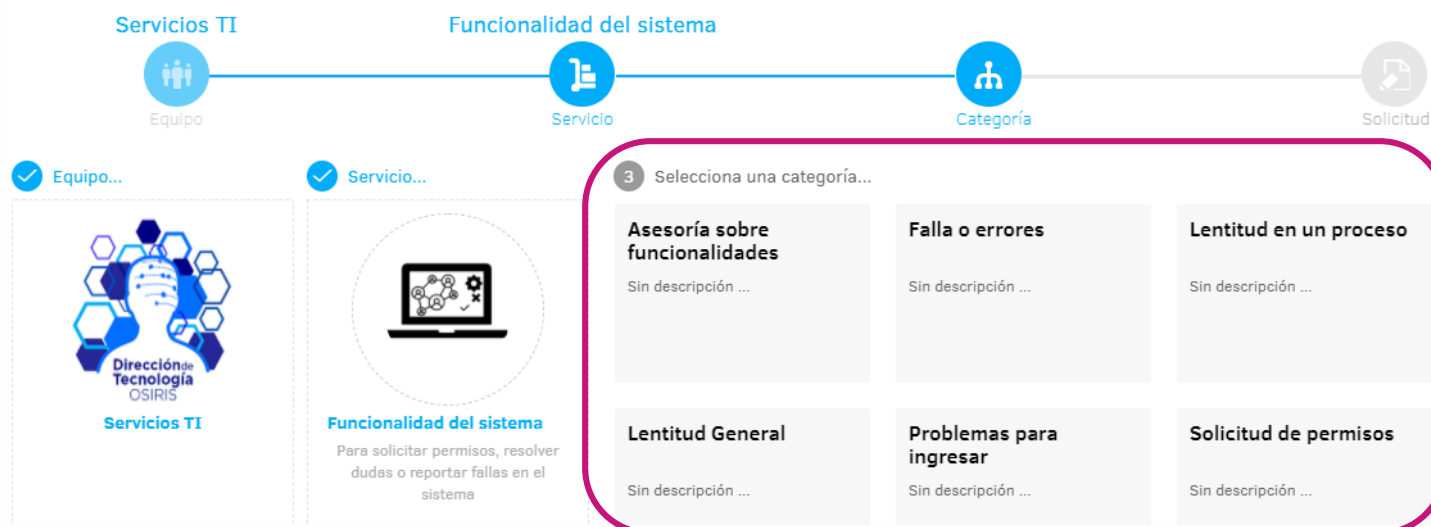 Servicios TI
Funcionalidad del sistema
Equipo
Servicio
Categoría
Solicitud
Equipo...
Servicio...
3 Selecciona una categoría...
Dirección de
Tecnología
OSIRIS
Servicios TI
Funcionalidad del sistema
Para solicitar permisos, resolver
dudas o reportar fallas en el
sistema
Asesoría sobre
funcionalidades
Sin descripción ...
Falla o errores
Sin descripción ...
Lentitud en un proceso
Sin descripción ...
Lentitud General
Sin descripción ...
Problemas para
ingresar
Sin descripción ...
Solicitud de permisos
Sin descripción ...